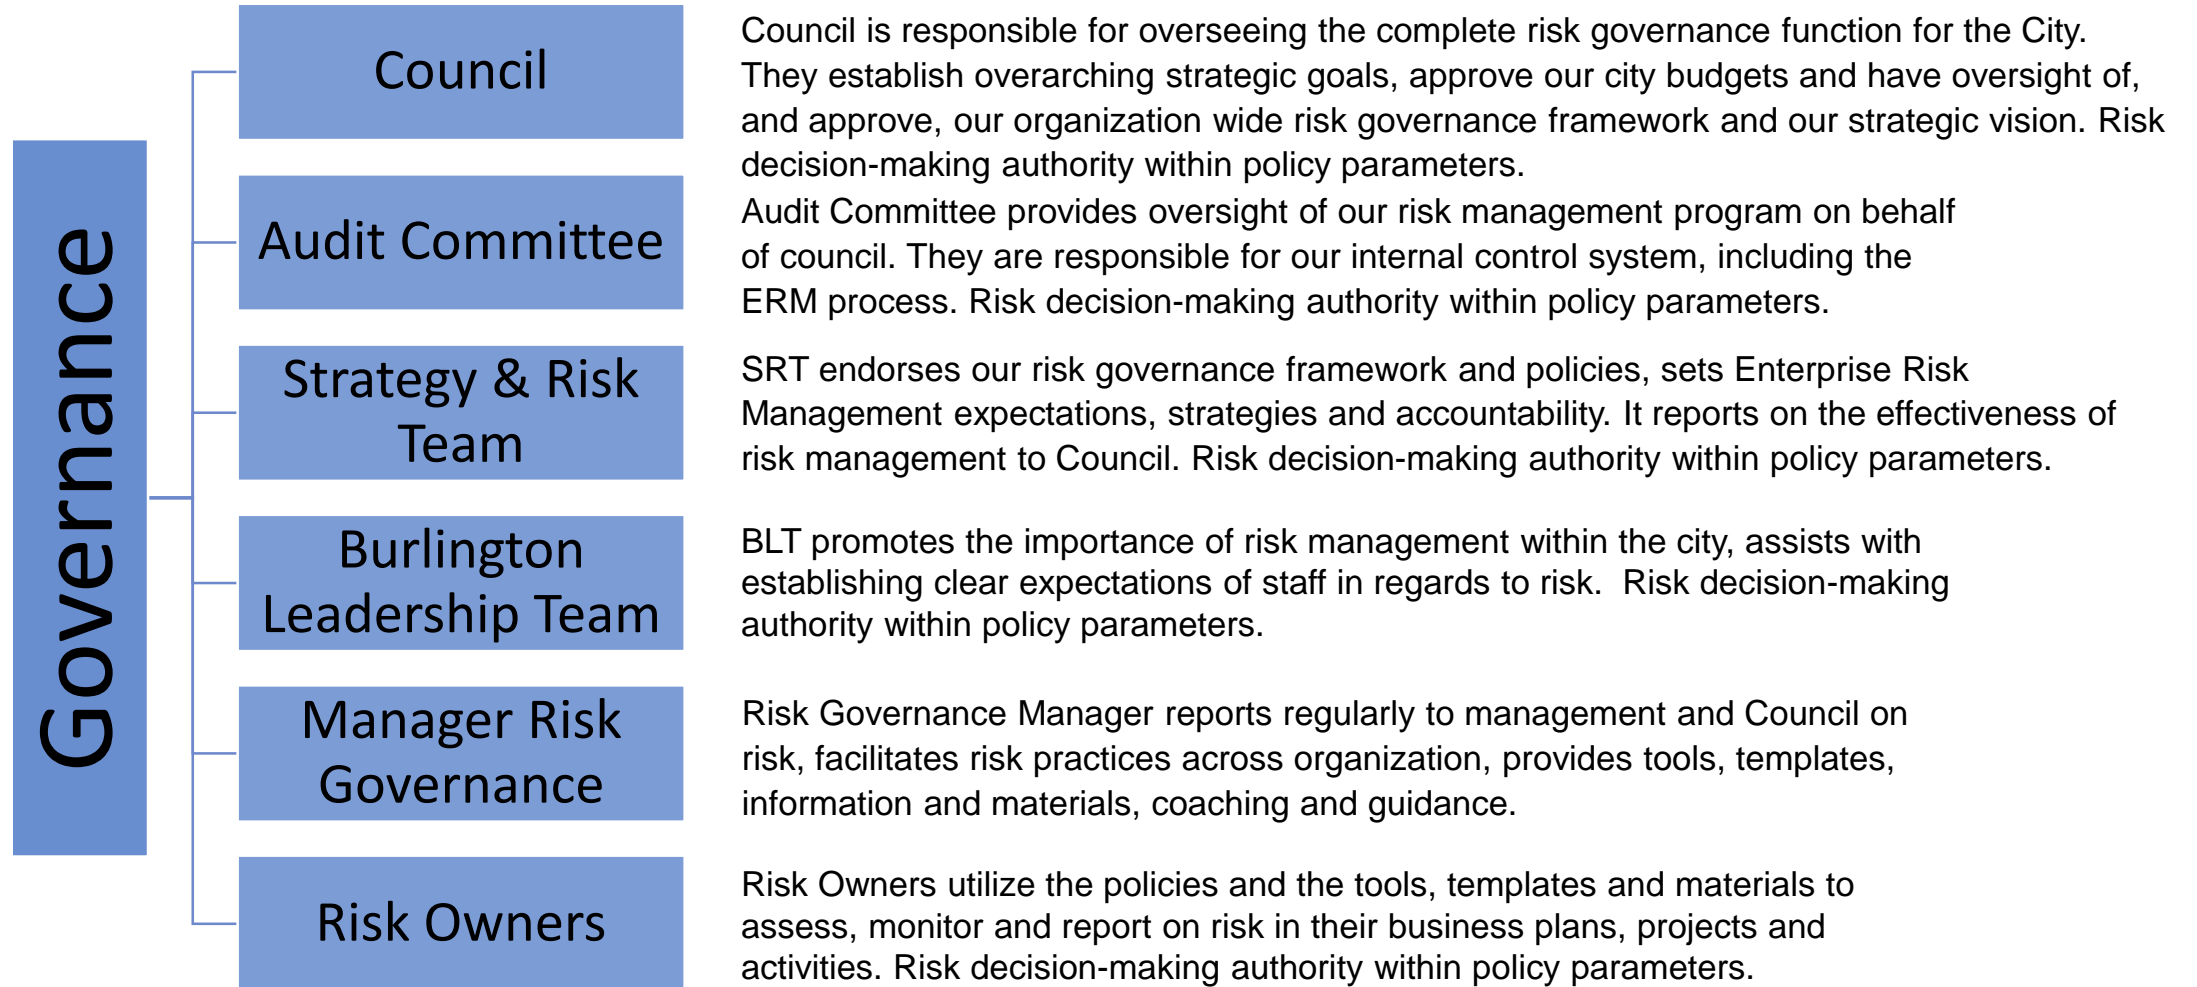 Governance
Council
Council is responsible for overseeing the complete risk governance function for the City.
They establish overarching strategic goals, approve our city budgets and have oversight of,
and approve, our organization wide risk governance framework and our strategic vision. Risk
decision-making authority within policy parameters.
Audit Committee
Audit Committee provides oversight of our risk management program on behalf
of council. They are responsible for our internal control system, including the
ERM process. Risk decision-making authority within policy parameters.
Strategy & Risk
Team
SRT endorses our risk governance framework and policies, sets Enterprise Risk
Management expectations, strategies and accountability. It reports on the effectiveness of
risk management to Council. Risk decision-making authority within policy parameters.
Burlington
Leadership Team
BLT promotes the importance of risk management within the city, assists with
establishing clear expectations of staff in regards to risk.  Risk decision-making
authority within policy parameters.
Manager Risk
Governance
Risk Governance Manager reports regularly to management and Council on
risk, facilitates risk practices across organization, provides tools, templates,
information and materials, coaching and guidance.
Risk Owners
Risk Owners utilize the policies and the tools, templates and materials to
assess, monitor and report on risk in their business plans, projects and
activities. Risk decision-making authority within policy parameters.